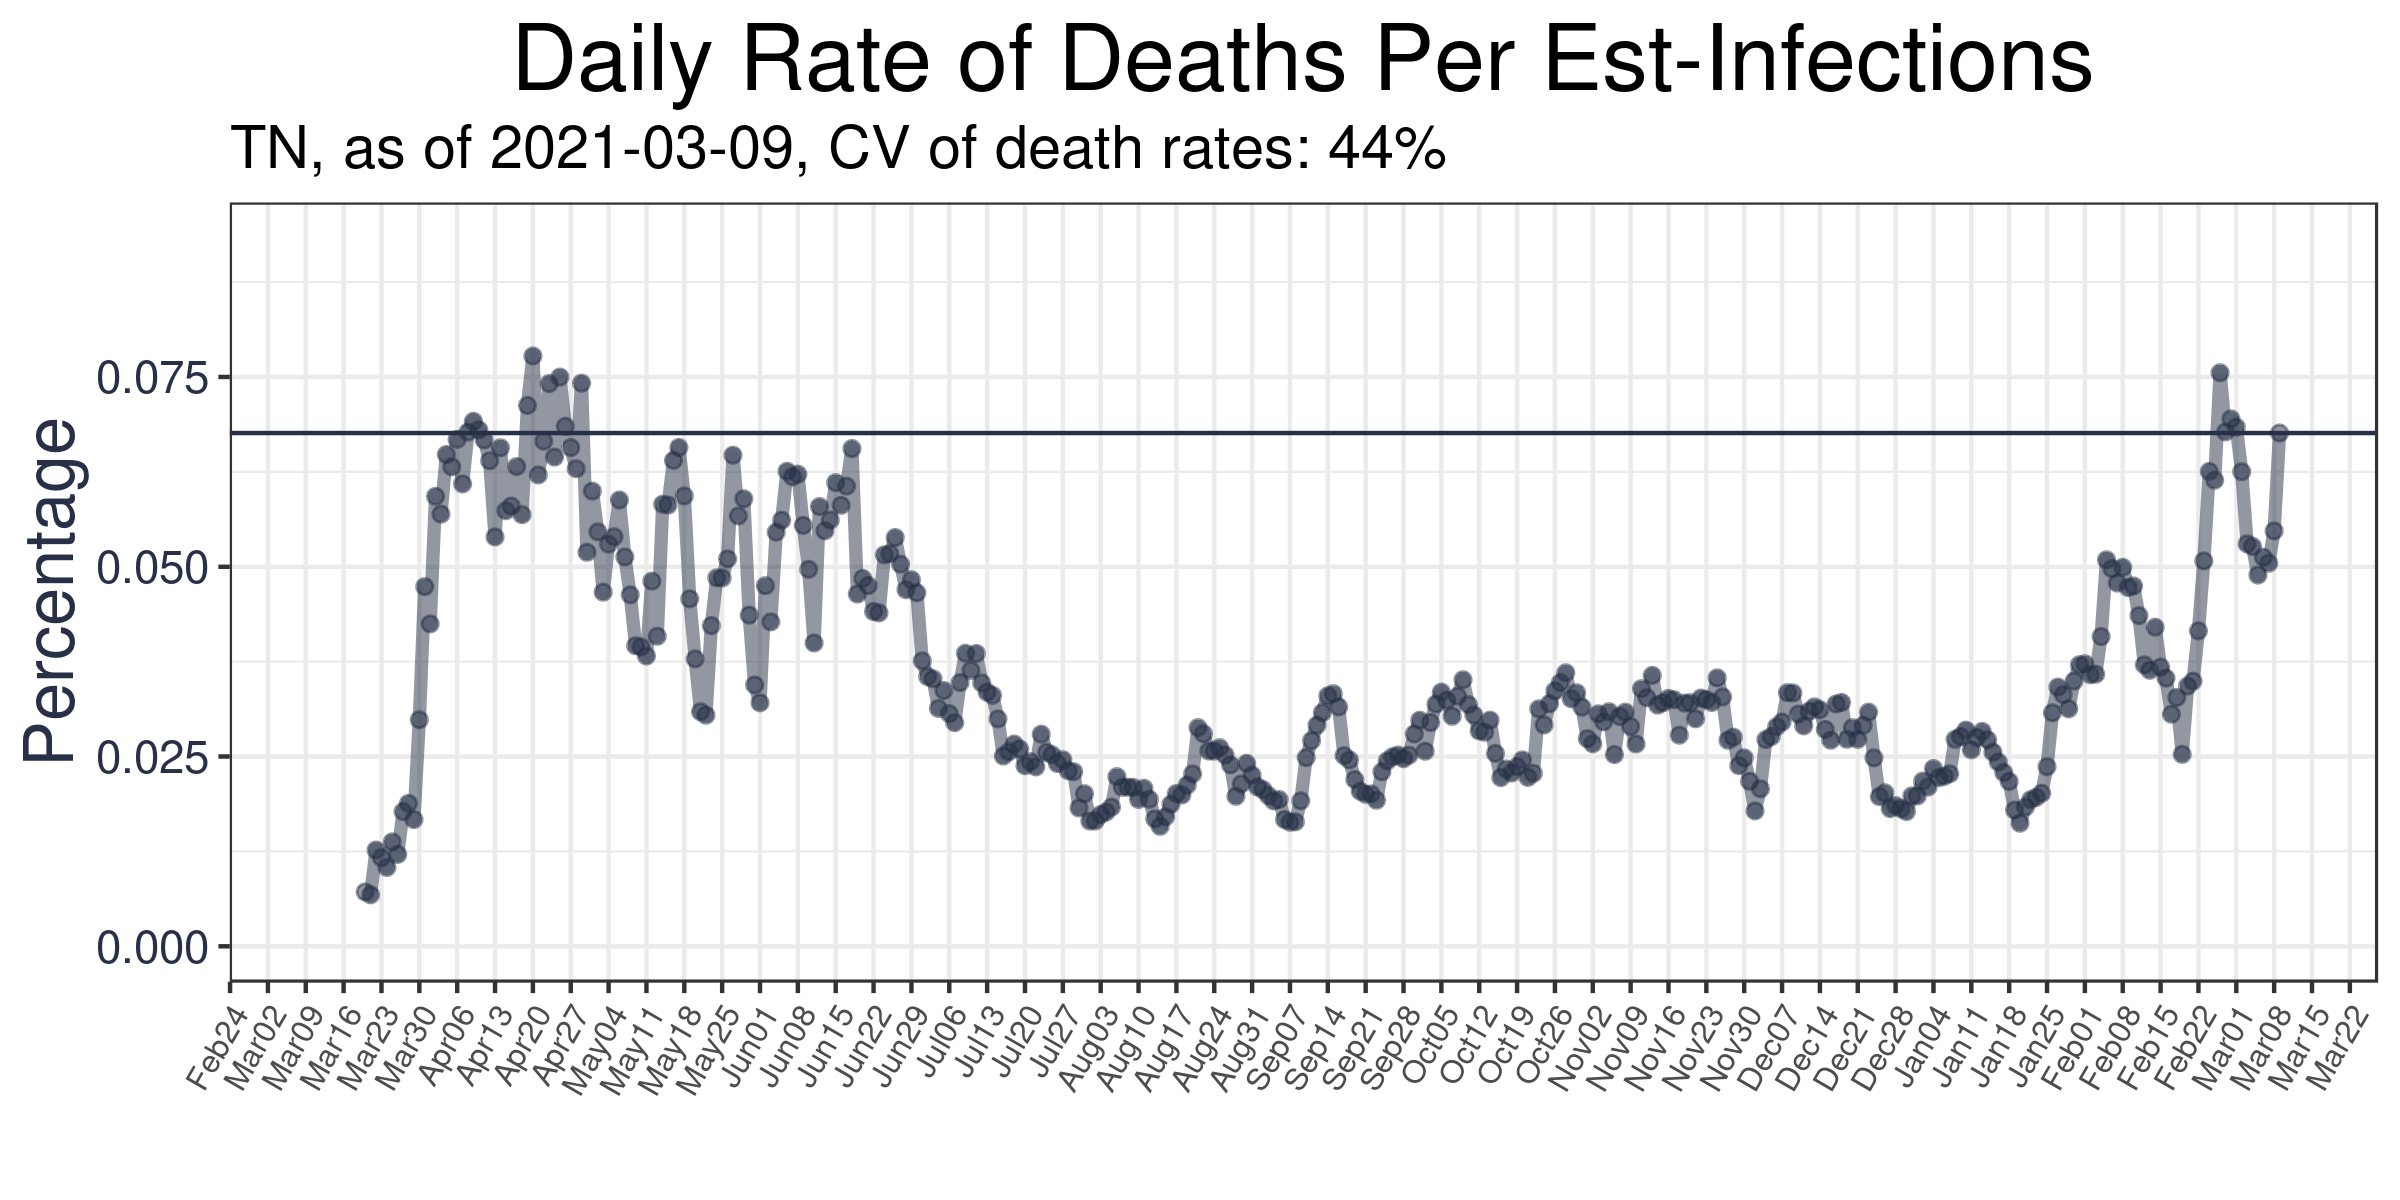 Daily Rate of Deaths Per Est-Infections
TN, as of 2021-03-09, CV of death rates: 44%
Percentage
0.075
0.050
0.025
0.000
Feb24
Mar02
Mar09
Mar16
Mar23
Mar30
Apr06
Apr13
Apr20
Apr27
May04
May11
May18
May25
Jun01
Jun08
Jun15
Jun22
Jun29
Jul06
Jul13
Jul20
Jul27
Aug03
Aug10
Aug17
Aug24
Aug31
Sep07
Sep14
Sep21
Sep28
Oct05
Oct12
Oct19
Oct26
Nov02
Nov09
Nov16
Nov23
Nov30
Dec07
Dec14
Dec21
Dec28
Jan04
Jan11
Jan18
Jan25
Feb01
Feb08
Feb15
Feb22
Mar01
Mar08
Mar15
Mar22